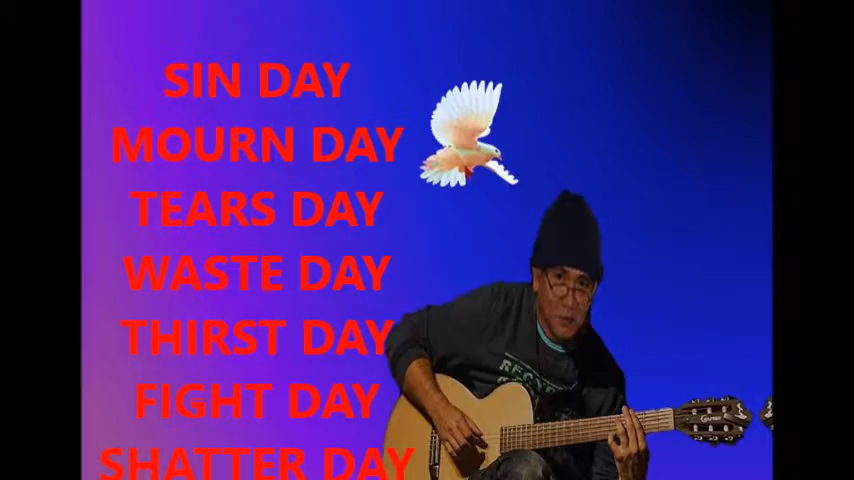 SIN DAY
MOURN DAY
TEARS DAY
WASTE DAY
THIRST DAY
FIGHT DAY
SHATTER DAY